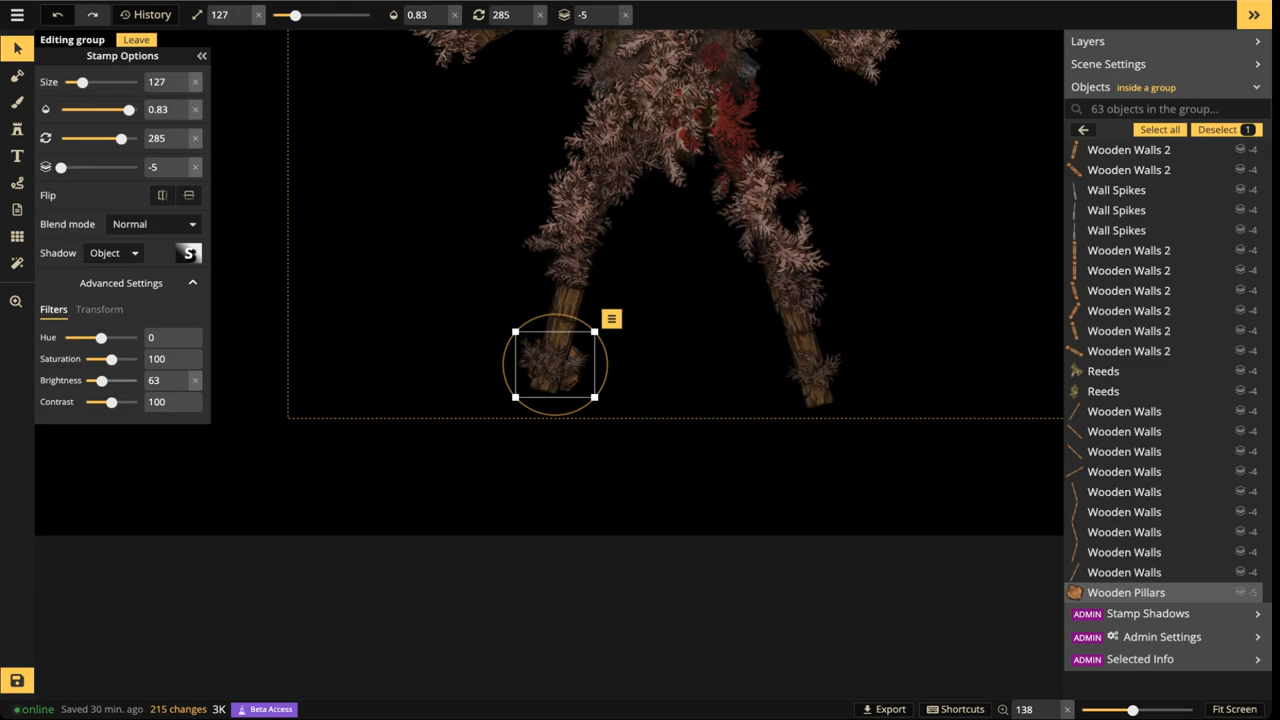 History 127 0.83 285 -5
Editing group Leave
Stamp Options
Size 127
0.83
285
-5
Flip
Blend mode Normal
Shadow Object S
Advanced Settings
Filters Transform
Hue 0
Saturation 100
Brightness 63
Contrast 100
Layers
Scene Settings
Objects inside a group
63 objects in the group...
Select all Deselect 1
Wooden Walls 2 -4
Wooden Walls 2 -4
Wall Spikes -4
Wall Spikes -4
Wall Spikes -4
Wooden Walls 2 -4
Wooden Walls 2 -4
Wooden Walls 2 -4
Wooden Walls 2 -4
Wooden Walls 2 -4
Wooden Walls 2 -4
Reeds -4
Reeds -4
Wooden Walls -4
Wooden Walls -4
Wooden Walls -4
Wooden Walls -4
Wooden Walls -4
Wooden Walls -4
Wooden Walls -4
Wooden Walls -4
Wooden Walls -4
Wooden Pillars -5
ADMIN Stamp Shadows
ADMIN Admin Settings
ADMIN Selected Info
online Saved 30 min. ago 215 changes 3K Beta Access Export Shortcuts 138 Fit Screen